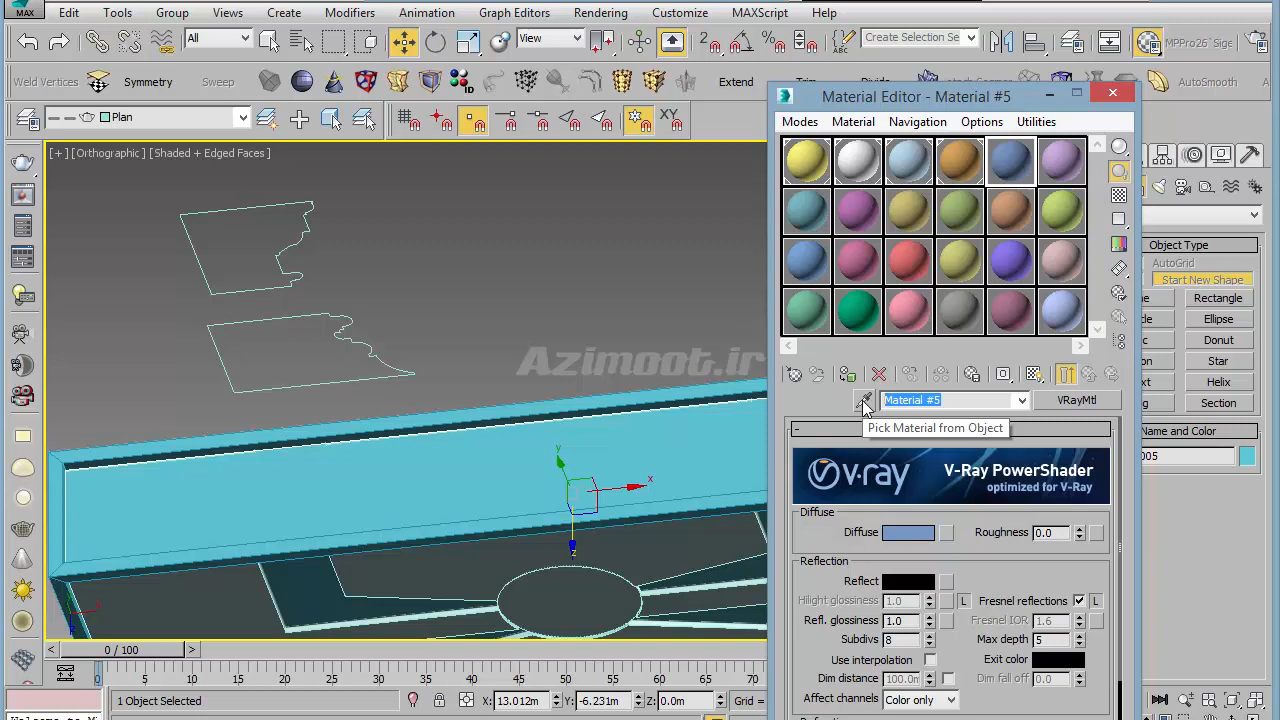 MAX
Edit Tools Group Views Create Modifiers Animation Graph Editors Rendering Customize MAXScript Help
All View Create Selection Se MPPro26
Weld Vertices Symmetry Sweep ID Extend AutoSmooth
Plan XY
[+] [Orthographic] [Shaded + Edged Faces]
Azimoot.ir
y x z
x
0 / 100
0 10 15 20 25 30 35 40 45 50 55 60 65 70
1 Object Selected X: 13.012m Y: -6.231m Z: 0.0m Grid =
Material Editor - Material #5
Modes Material Navigation Options Utilities
Material #5 VRayMtl
Pick Material from Object
v·ray V-Ray PowerShader
optimized for V-Ray
Diffuse
Diffuse Roughness 0.0
Reflection
Reflect
Hilight glossiness 1.0 L Fresnel reflections L
Refl. glossiness 1.0 Fresnel IOR 1.6
Subdivs 8 Max depth 5
Use interpolation Exit color
Dim distance 100.0m Dim fall off 0.0
Affect channels Color only
Object Type
AutoGrid
Start New Shape
Rectangle
Ellipse
Donut
Star
Helix
Section
Name and Color
005